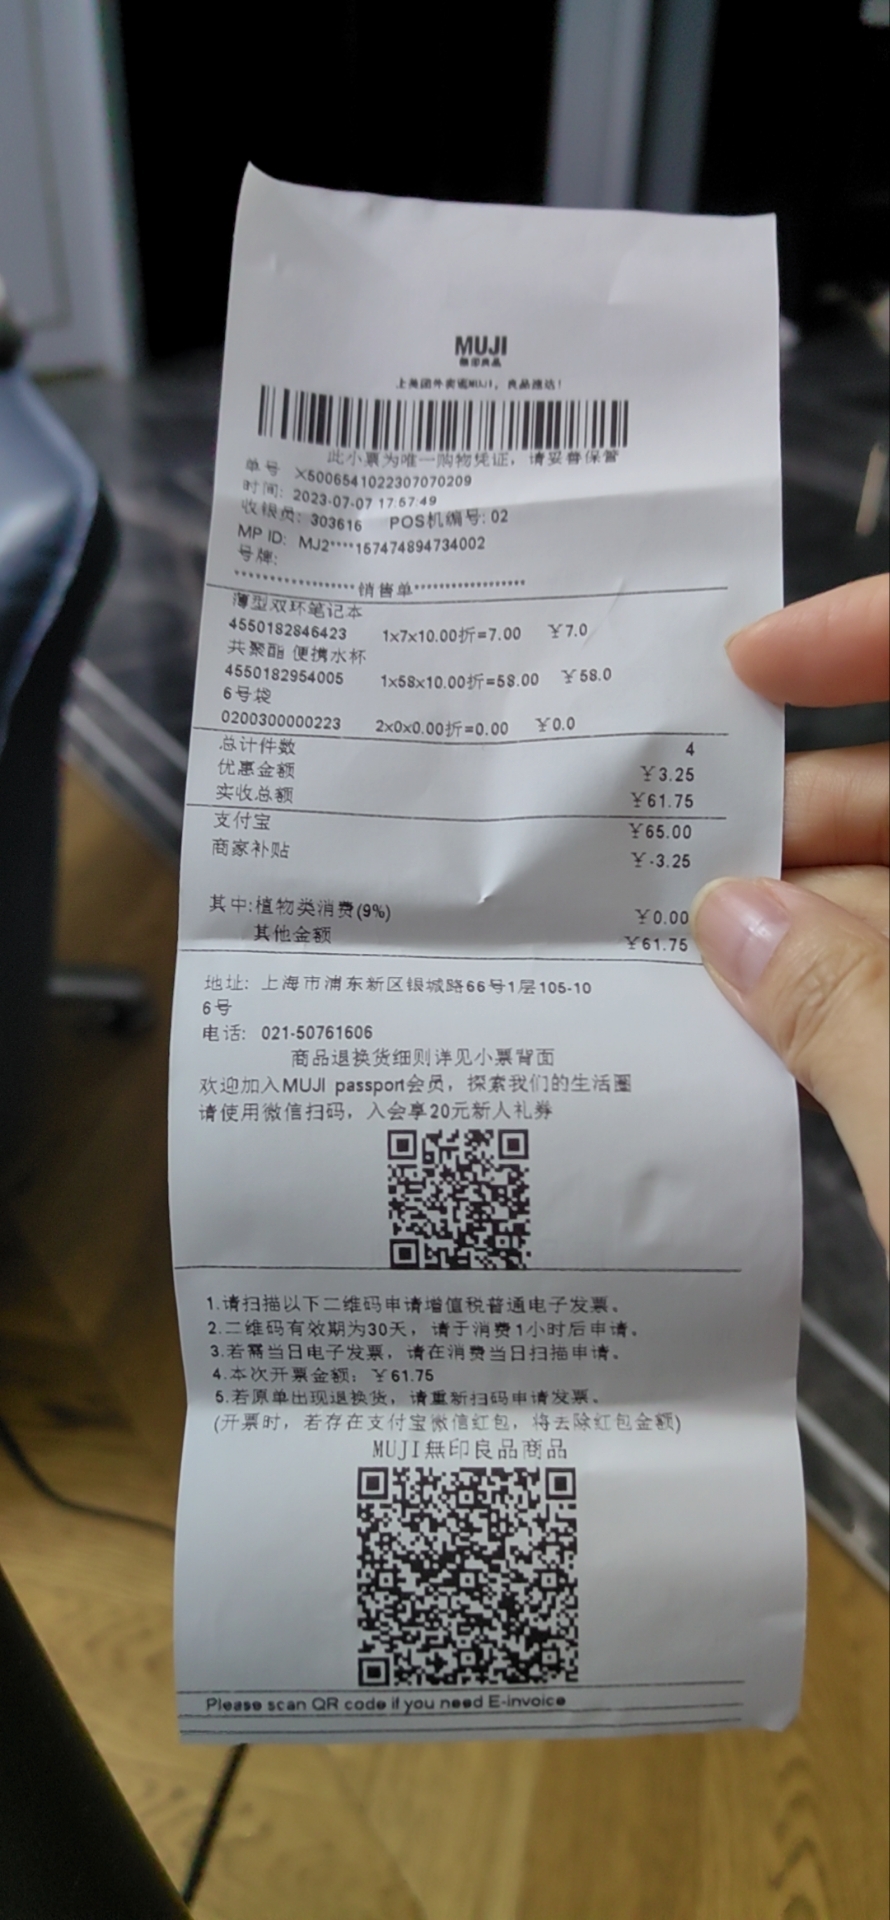 MUJI
無印良品
上美团外卖逛MUJI，良品速达！
此小票为唯一购物凭证，请妥善保管
单号 X5006541022307070209
时间: 2023-07-07 17:57:49
收银员: 303616 POS机编号: 02
MP ID: MJ2****157474894734002
号牌:
******************销售单*****************
薄型双环笔记本
4550182846423 1x7x10.00折=7.00 ￥7.0
共聚酯 便携水杯
4550182954005 1x58x10.00折=58.00 ￥58.0
6号袋
0200300000223 2x0x0.00折=0.00 ￥0.0
总计件数 4
优惠金额 ￥3.25
实收总额 ￥61.75
支付宝 ￥65.00
商家补贴 ￥-3.25
其中:植物类消费(9%) ￥0.00
其他金额 ￥61.75
地址: 上海市浦东新区银城路66号1层105-10
6号
电话: 021-50761606
商品退换货细则详见小票背面
欢迎加入MUJI passport会员，探索我们的生活圈
请使用微信扫码，入会享20元新人礼券
1.请扫描以下二维码申请增值税普通电子发票。
2.二维码有效期为30天，请于消费1小时后申请。
3.若需当日电子发票，请在消费当日扫描申请。
4.本次开票金额: ￥61.75
5.若原单出现退换货，请重新扫码申请发票。
(开票时，若存在支付宝微信红包，将去除红包金额)
MUJI無印良品商品
Please scan QR code if you need E-invoice